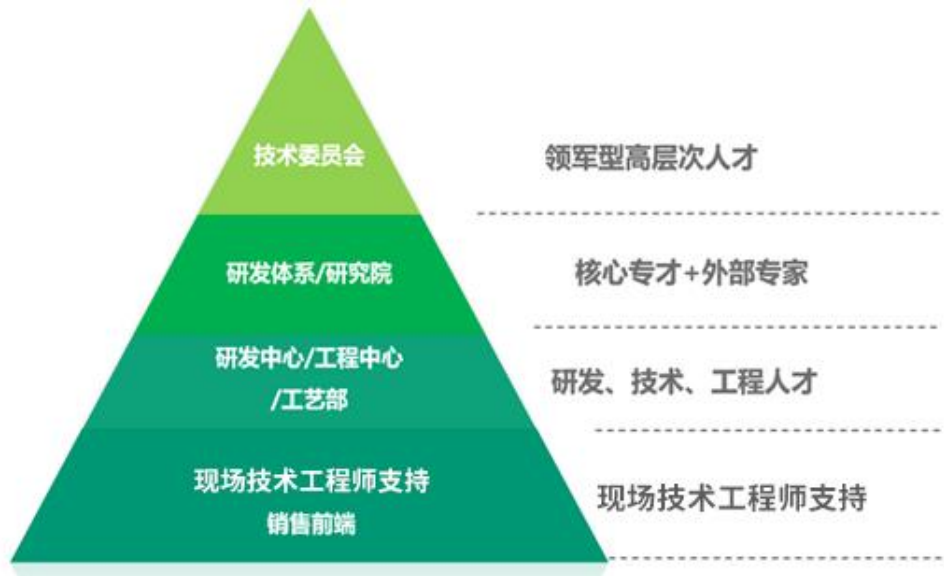 技术委员会
领军型高层次人才
研发体系/研究院
核心专才+外部专家
研发中心/工程中心
/工艺部
研发、技术、工程人才
现场技术工程师支持
销售前端
现场技术工程师支持